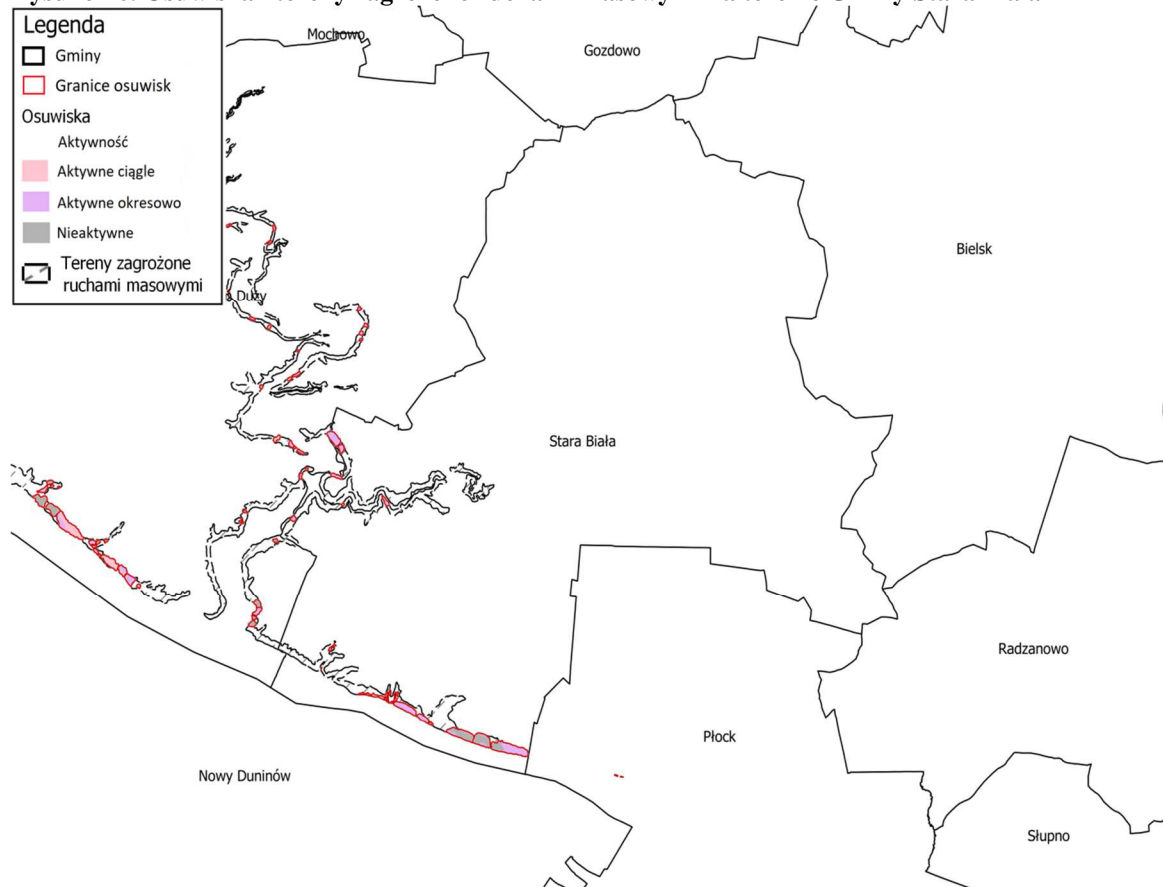 Legenda
Gminy
Granice osuwisk
Osuwiska
Aktywność
Aktywne ciągle
Aktywne okresowo
Nieaktywne
Tereny zagrożone
ruchami masowymi
Mochowo
Gozdowo
Bielsk
Duży
Stara Biała
Radzanowo
Płock
Nowy Duninów
Słupno